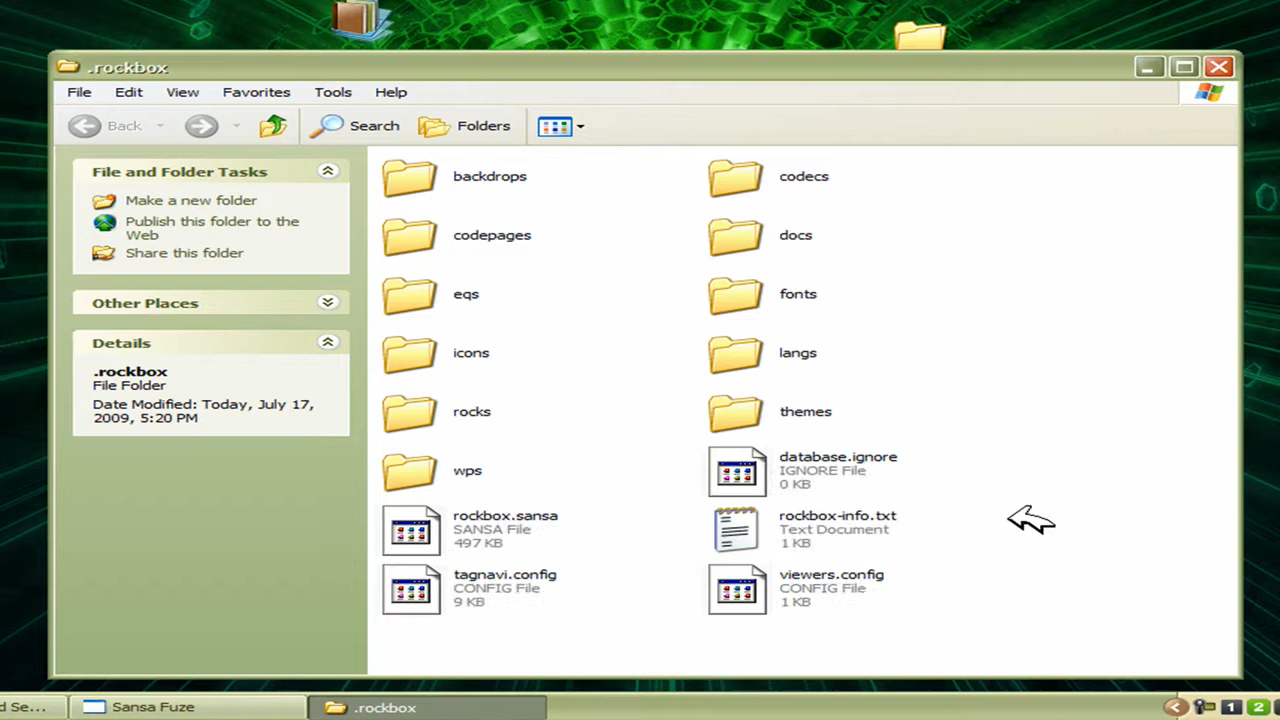 .rockbox
File Edit View Favorites Tools Help
Back Search Folders
File and Folder Tasks
Make a new folder
Publish this folder to the
Web
Share this folder
Other Places
Details
.rockbox
File Folder
Date Modified: Today, July 17,
2009, 5:20 PM
backdrops
codecs
codepages
docs
eqs
fonts
icons
langs
rocks
themes
wps
database.ignore
IGNORE File
0 KB
rockbox.sansa
SANSA File
497 KB
rockbox-info.txt
Text Document
1 KB
tagnavi.config
CONFIG File
9 KB
viewers.config
CONFIG File
1 KB
d Se... Sansa Fuze .rockbox 1 2